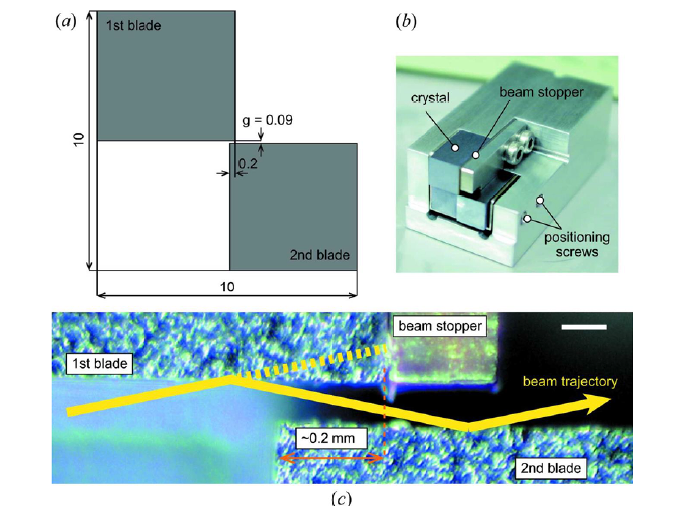 (a)
1st blade
g = 0.09
0.2
10
2nd blade
10
(b)
crystal
beam stopper
positioning
screws
1st blade
beam stopper
beam trajectory
~0.2 mm
2nd blade
(c)